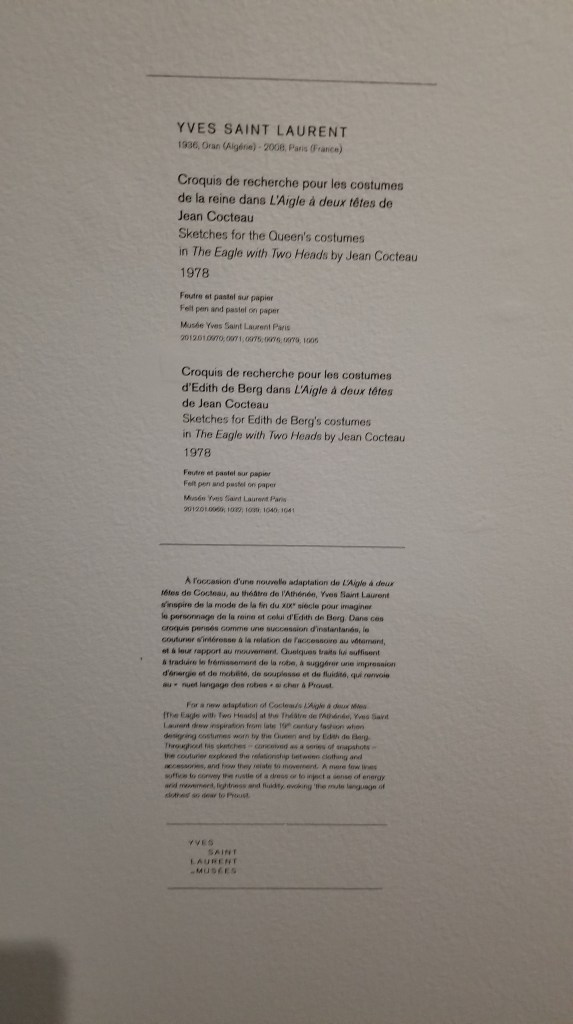 YVES SAINT LAURENT
1936, Oran (Algérie) - 2008, Paris (France)
Croquis de recherche pour les costumes
de la reine dans L'Aigle à deux têtes de
Jean Cocteau
Sketches for the Queen's costumes
in The Eagle with Two Heads by Jean Cocteau
1978
Feutre et pastel sur papier
Felt pen and pastel on paper
Musée Yves Saint Laurent Paris
Croquis de recherche pour les costumes
d'Edith de Berg dans L'Aigle à deux têtes
de Jean Cocteau
Sketches for Edith de Berg's costumes
in The Eagle with Two Heads by Jean Cocteau
1978
Feutre et pastel sur papier
Felt pen and pastel on paper
Musée Yves Saint Laurent Paris
À l'occasion d'une nouvelle adaptation de L'Aigle à deux
têtes de Cocteau, au théâtre de l'Athénée, Yves Saint Laurent
s'inspire de la mode de la fin du XIXe siècle pour imaginer
le personnage de la reine et celui d'Edith de Berg. Dans ces
croquis pensés comme une succession d'instantanés, le
couturier s'intéresse à la relation de l'accessoire au vêtement,
et à leur rapport au mouvement. Quelques traits lui suffisent
à traduire le frémissement de la robe, à suggérer une impression
d'énergie et de mobilité, de souplesse et de fluidité, qui renvoie
au « muet langage des robes » si cher à Proust.
For a new adaptation of Cocteau's L'Aigle à deux têtes
[The Eagle with Two Heads] at the Théâtre de l'Athénée, Yves Saint
Laurent drew inspiration from late 19th century fashion when
designing costumes worn by the Queen and by Edith de Berg.
Throughout his sketches – conceived as a series of snapshots –
the couturier explored the relationship between clothing and
accessories, and how they relate to movement. A mere few lines
suffice to convey the rustle of a dress or to inject a sense of energy
and movement, lightness and fluidity, evoking 'the mute language of
clothes' so dear to Proust.
YVES
SAINT
LAURENT
MUSÉES